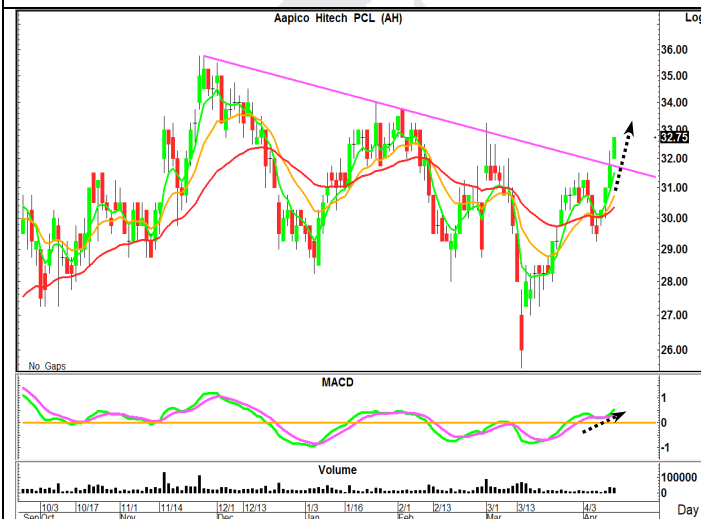 Aapico Hitech PCL (AH)
Log
36.00
35.00
34.00
33.00
32.75
32.00
31.00
30.00
29.00
28.00
27.00
26.00
No Gaps
MACD
1
0
-1
Volume
100000
0
10/3 10/17 11/1 11/14 12/1 12/13 1/3 1/16 2/1 2/13 3/1 3/13 4/3
Sep Oct Nov Dec Jan Feb Mar Apr Day